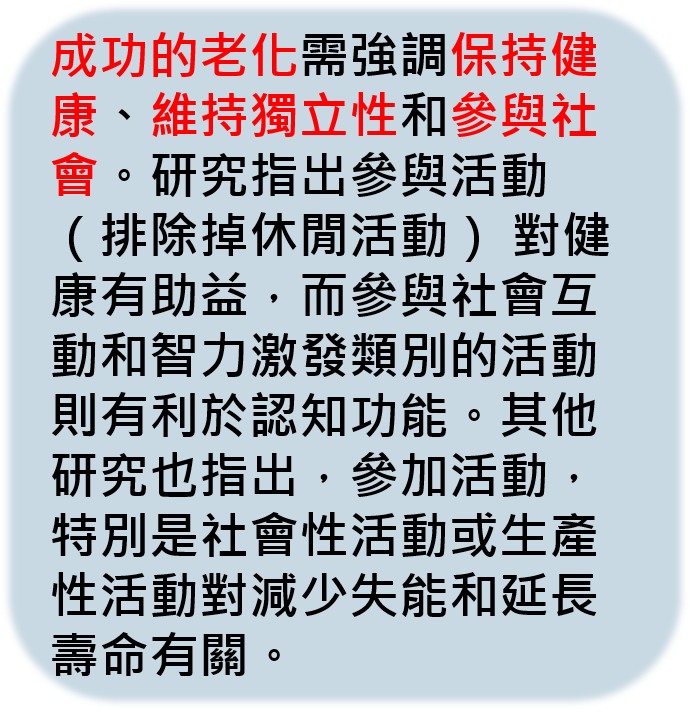 成功的老化需強調保持健
康、維持獨立性和參與社
會。研究指出參與活動
（排除掉休閒活動） 對健
康有助益，而參與社會互
動和智力激發類別的活動
則有利於認知功能。其他
研究也指出，參加活動，
特別是社會性活動或生產
性活動對減少失能和延長
壽命有關。